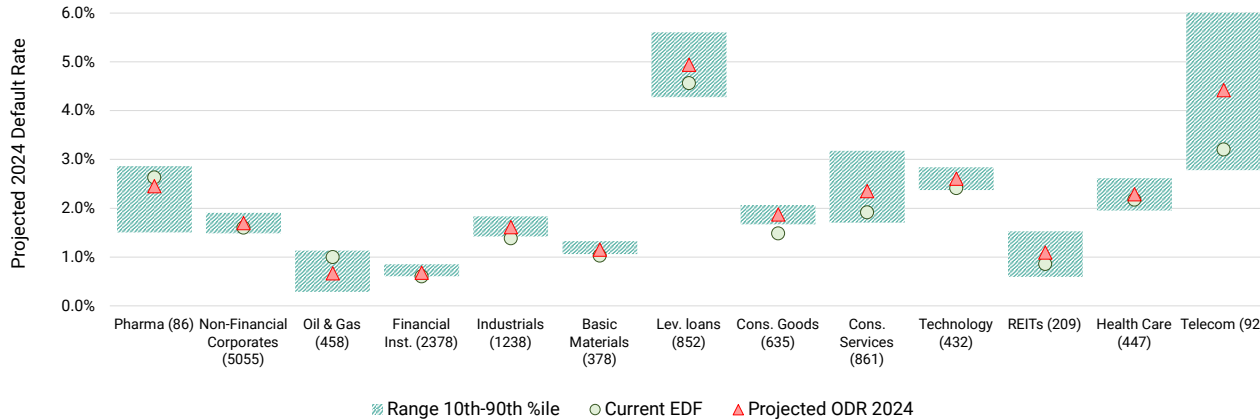 Projected 2024 Default Rate
6.0%
5.0%
4.0%
3.0%
2.0%
1.0%
0.0%
Pharma (86)
Non-Financial
Corporates
(5055)
Oil & Gas
(458)
Financial
Inst. (2378)
Industrials
(1238)
Basic
Materials
(378)
Lev. loans
(852)
Cons. Goods
(635)
Cons.
Services
(861)
Technology
(432)
REITs (209)
Health Care
(447)
Telecom (92
Range 10th-90th %ile
Current EDF
Projected ODR 2024